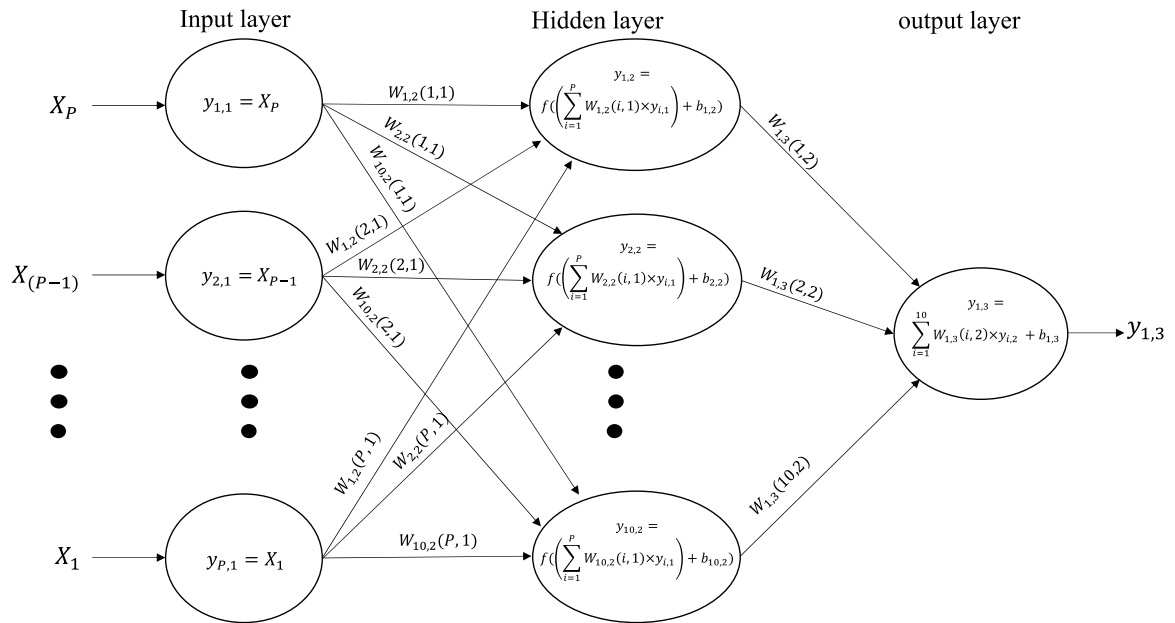 Input layer
Hidden layer
output layer
X_P
y_{1,1} = X_P
W_{1,2}(1,1)
W_{2,2}(1,1)
W_{10,2}(1,1)
y_{1,2} =
f((∑_{i=1}^{P} W_{1,2}(i, 1)×y_{i,1}) + b_{1,2})
W_{1,3}(1,2)
X_{(P−1)}
y_{2,1} = X_{P−1}
W_{1,2}(2,1)
W_{2,2}(2,1)
W_{10,2}(2,1)
y_{2,2} =
f((∑_{i=1}^{P} W_{2,2}(i, 1)×y_{i,1}) + b_{2,2})
W_{1,3}(2,2)
y_{1,3} =
∑_{i=1}^{10} W_{1,3}(i, 2)×y_{i,2} + b_{1,3}
y_{1,3}
X_1
y_{P,1} = X_1
W_{1,2}(P, 1)
W_{2,2}(P, 1)
W_{10,2}(P, 1)
y_{10,2} =
f((∑_{i=1}^{P} W_{10,2}(i, 1)×y_{i,1}) + b_{10,2})
W_{1,3}(10,2)